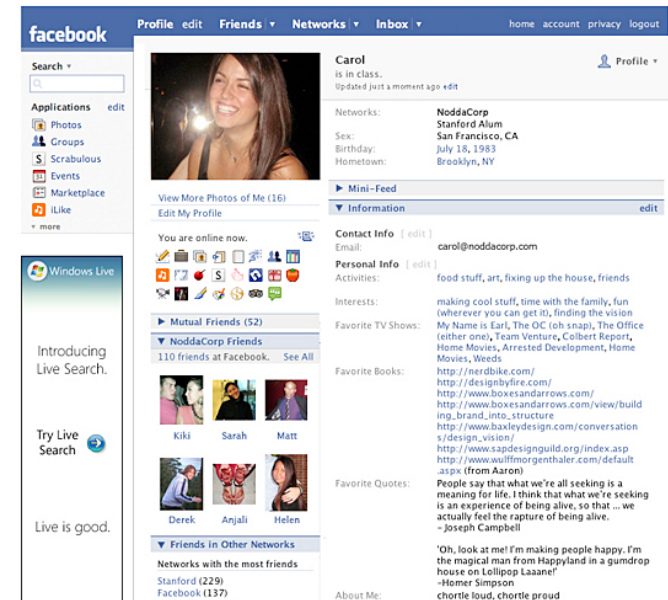 facebook
Profile edit Friends Networks Inbox
home account privacy logout
Search
Applications edit
Photos
Groups
S Scrabulous
31 Events
Marketplace
iLike
more
Windows Live
Introducing
Live Search.
Try Live
Search
Live is good.
View More Photos of Me (16)
Edit My Profile
You are online now.
Mutual Friends (52)
NoddaCorp Friends
110 friends at Facebook. See All
Kiki Sarah Matt
Derek Anjali Helen
Friends in Other Networks
Networks with the most friends
Stanford (229)
Facebook (137)
Carol
is in class.
Updated just a moment ago edit
Profile
Networks: NoddaCorp
Stanford Alum
Sex: San Francisco, CA
Birthday: July 18, 1983
Hometown: Brooklyn, NY
Mini-Feed
Information edit
Contact Info [ edit ]
Email: carol@noddacorp.com
Personal Info [ edit ]
Activities: food stuff, art, fixing up the house, friends
Interests: making cool stuff, time with the family, fun
(wherever you can get it), finding the vision
Favorite TV Shows: My Name is Earl, The OC (oh snap), The Office
(either one), Team Venture, Colbert Report,
Home Movies, Arrested Development, Home
Movies, Weeds
Favorite Books: http://nerdbike.com/
http://designbyfire.com/
http://www.boxesandarrows.com/
http://www.boxesandarrows.com/view/build
ing_brand_into_structure
http://www.baxleydesign.com/conversation
s/design_vision/
http://www.sapdesignguild.org/index.asp
http://www.wulffmorgenthaler.com/default
.aspx (from Aaron)
Favorite Quotes: People say that what we're all seeking is a
meaning for life. I think that what we're seeking
is an experience of being alive, so that ... we
actually feel the rapture of being alive.
- Joseph Campbell
'Oh, look at me! I'm making people happy. I'm
the magical man from Happyland in a gumdrop
house on Lollipop Laaane!'
-Homer Simpson
About Me: chortle loud, chortle proud